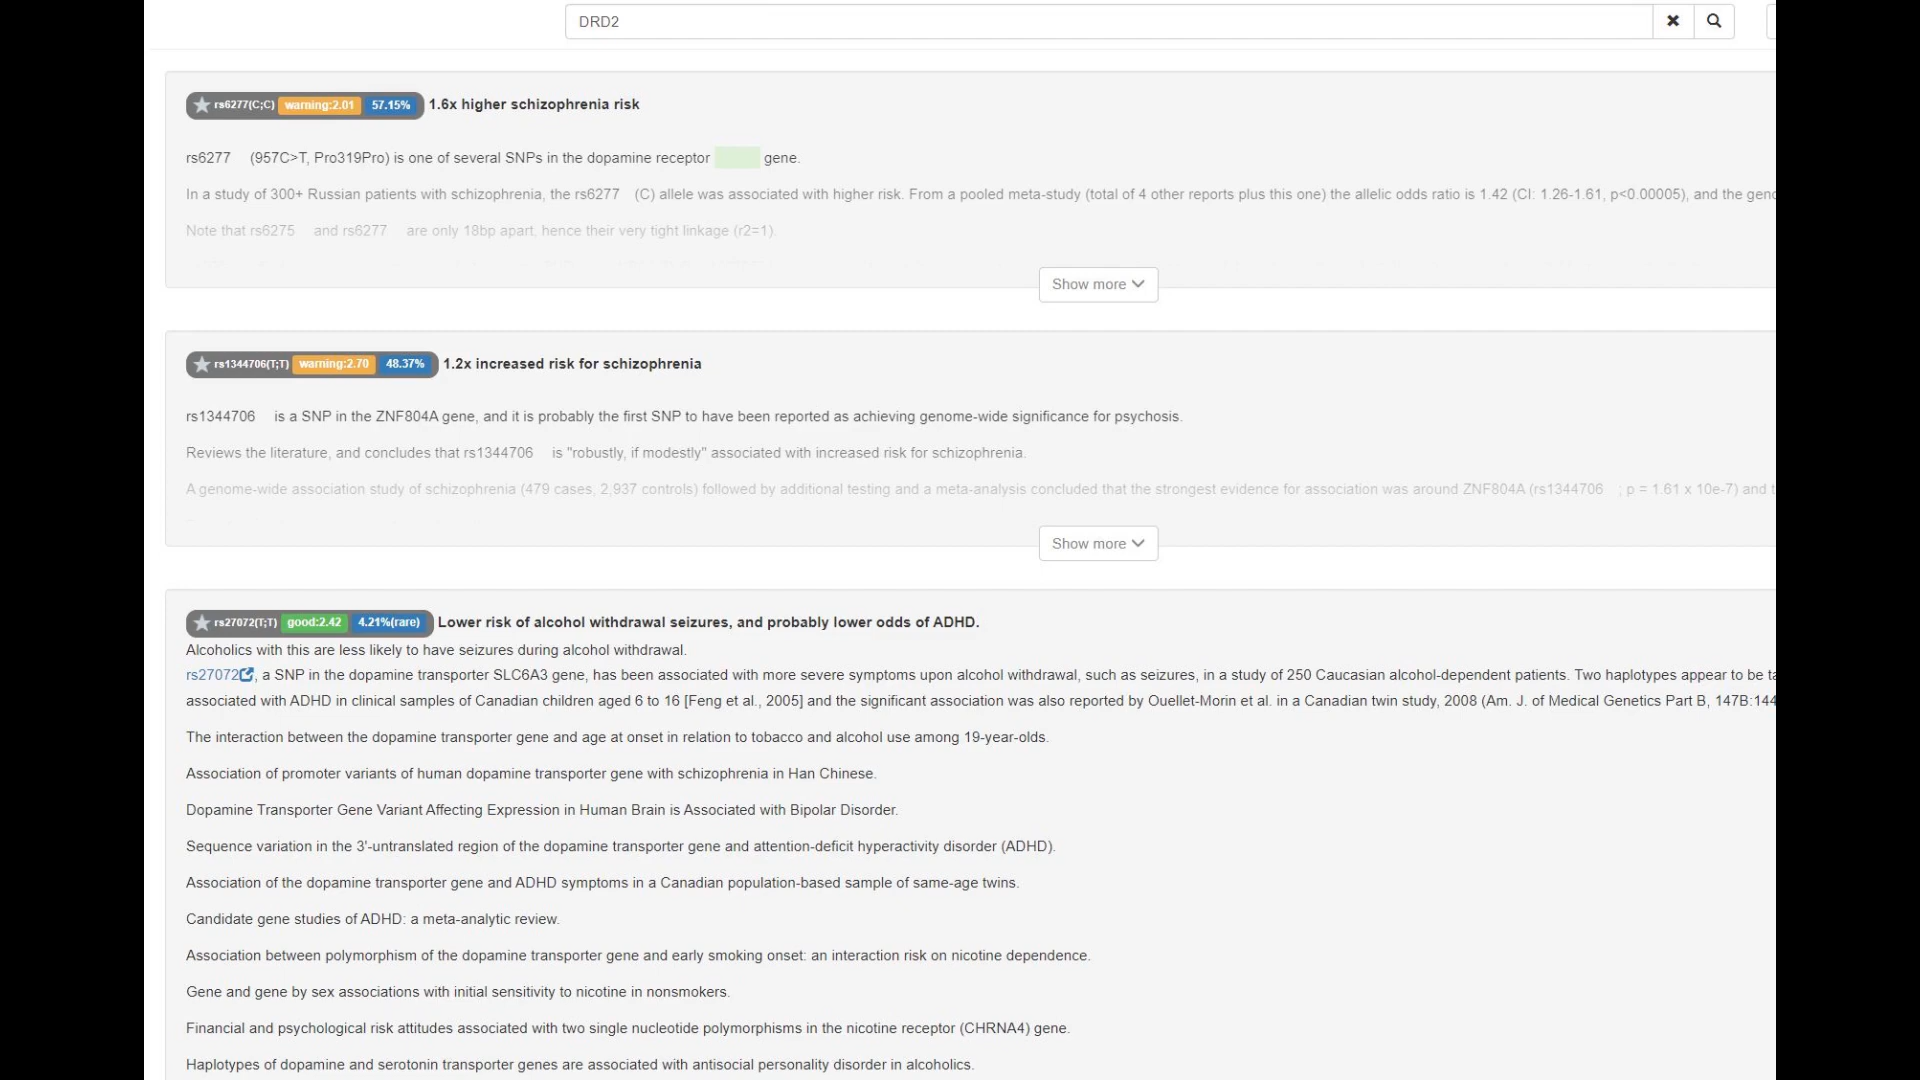 DRD2
rs6277(C;C) warning:2.01 57.15% 1.6x higher schizophrenia risk
rs6277 (957C>T, Pro319Pro) is one of several SNPs in the dopamine receptor gene.
In a study of 300+ Russian patients with schizophrenia, the rs6277 (C) allele was associated with higher risk. From a pooled meta-study (total of 4 other reports plus this one) the allelic odds ratio is 1.42 (CI: 1.26-1.61, p<0.00005), and the geno
Note that rs6275 and rs6277 are only 18bp apart, hence their very tight linkage (r2=1).
Show more
rs1344706(T;T) warning:2.70 48.37% 1.2x increased risk for schizophrenia
rs1344706 is a SNP in the ZNF804A gene, and it is probably the first SNP to have been reported as achieving genome-wide significance for psychosis.
Reviews the literature, and concludes that rs1344706 is "robustly, if modestly" associated with increased risk for schizophrenia.
A genome-wide association study of schizophrenia (479 cases, 2,937 controls) followed by additional testing and a meta-analysis concluded that the strongest evidence for association was around ZNF804A (rs1344706 ; p = 1.61 x 10e-7) and t
Show more
rs27072(T;T) good:2.42 4.21%(rare) Lower risk of alcohol withdrawal seizures, and probably lower odds of ADHD.
Alcoholics with this are less likely to have seizures during alcohol withdrawal.
rs27072, a SNP in the dopamine transporter SLC6A3 gene, has been associated with more severe symptoms upon alcohol withdrawal, such as seizures, in a study of 250 Caucasian alcohol-dependent patients. Two haplotypes appear to be ta
associated with ADHD in clinical samples of Canadian children aged 6 to 16 [Feng et al., 2005] and the significant association was also reported by Ouellet-Morin et al. in a Canadian twin study, 2008 (Am. J. of Medical Genetics Part B, 147B:144
The interaction between the dopamine transporter gene and age at onset in relation to tobacco and alcohol use among 19-year-olds.
Association of promoter variants of human dopamine transporter gene with schizophrenia in Han Chinese.
Dopamine Transporter Gene Variant Affecting Expression in Human Brain is Associated with Bipolar Disorder.
Sequence variation in the 3'-untranslated region of the dopamine transporter gene and attention-deficit hyperactivity disorder (ADHD).
Association of the dopamine transporter gene and ADHD symptoms in a Canadian population-based sample of same-age twins.
Candidate gene studies of ADHD: a meta-analytic review.
Association between polymorphism of the dopamine transporter gene and early smoking onset: an interaction risk on nicotine dependence.
Gene and gene by sex associations with initial sensitivity to nicotine in nonsmokers.
Financial and psychological risk attitudes associated with two single nucleotide polymorphisms in the nicotine receptor (CHRNA4) gene.
Haplotypes of dopamine and serotonin transporter genes are associated with antisocial personality disorder in alcoholics.